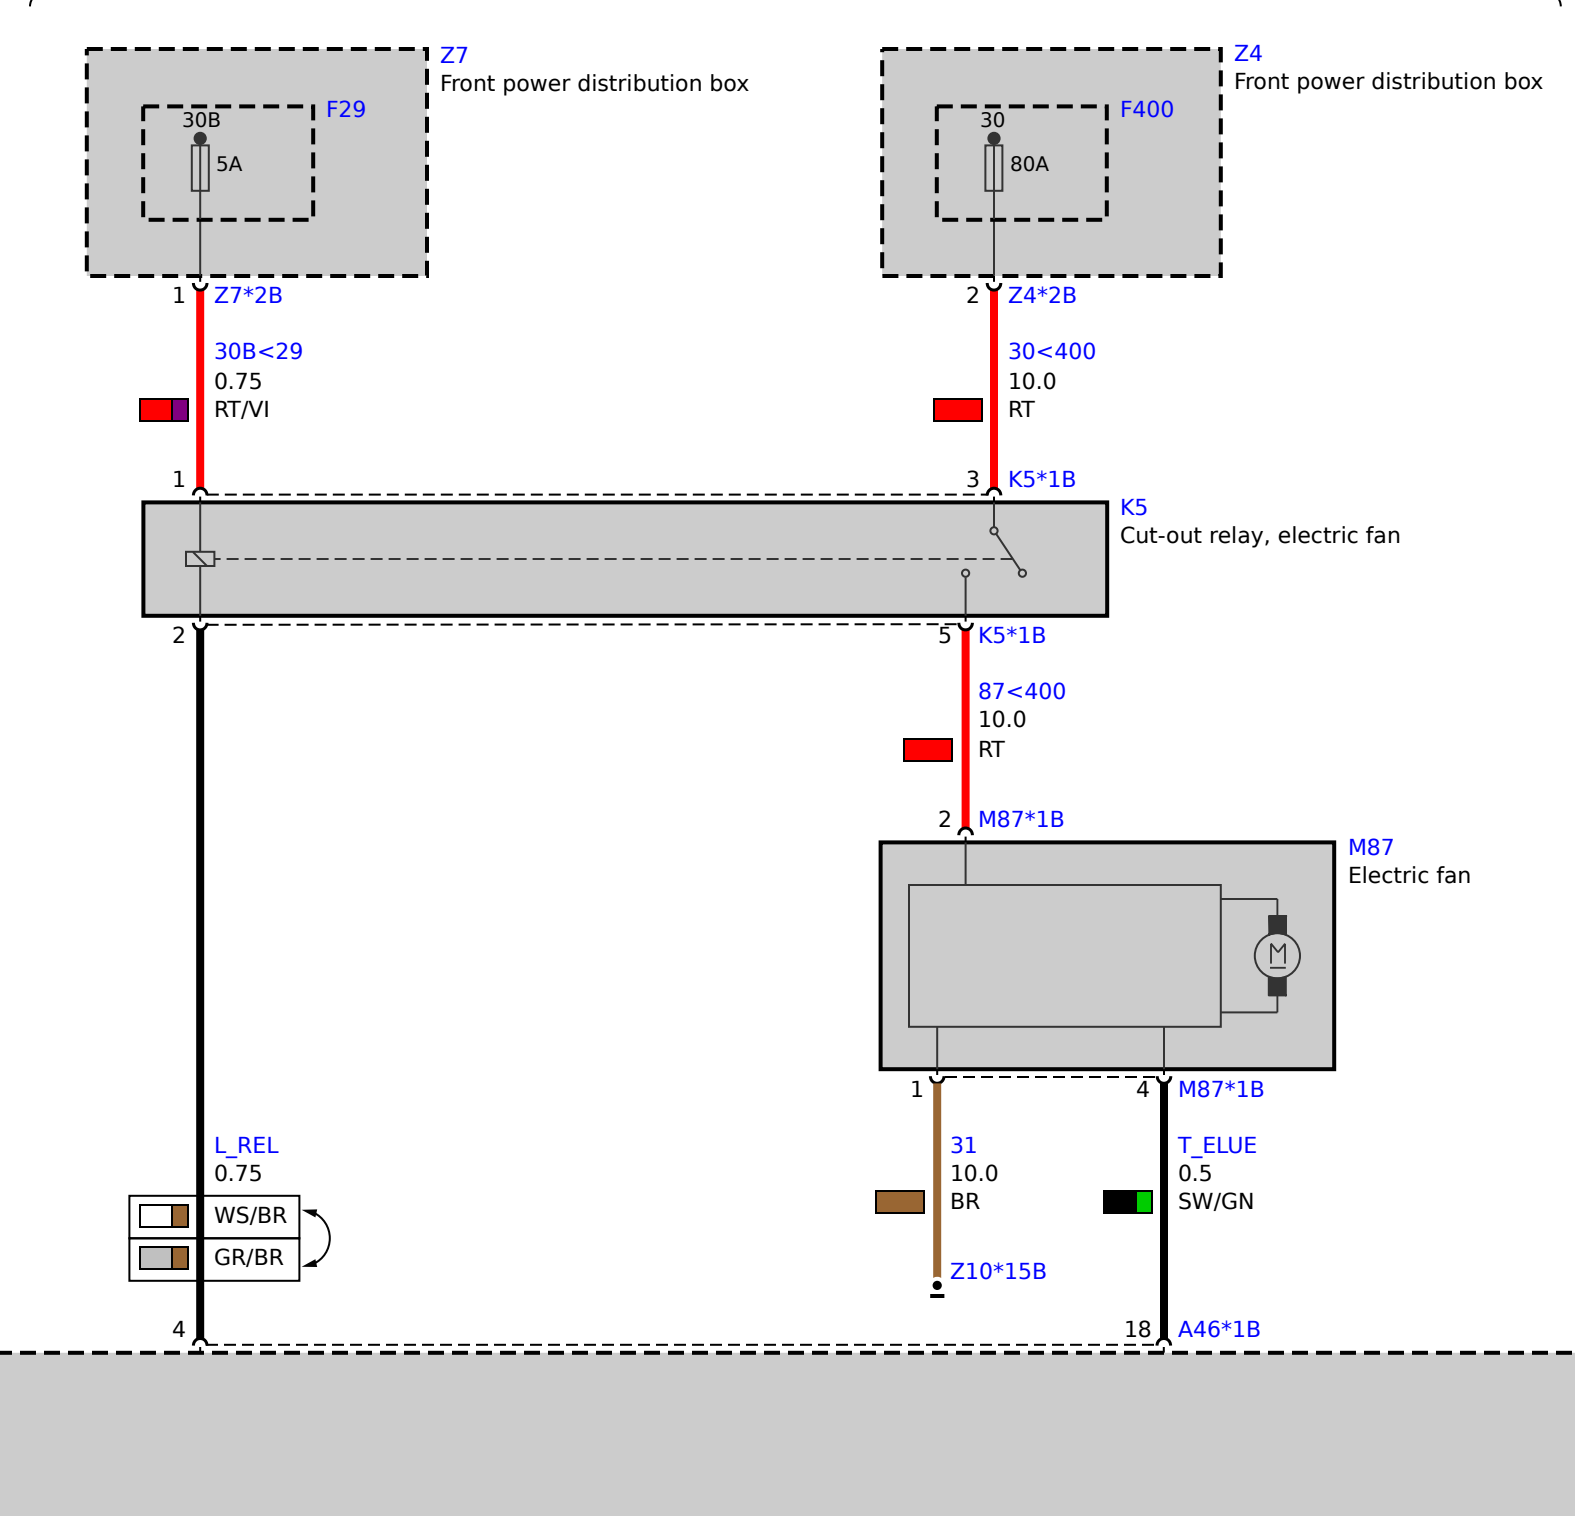 Z7
Front power distribution box
F29
30B
5A
Z4
Front power distribution box
F400
30
80A
1 Z7*2B
2 Z4*2B
30B<29
0.75
RT/VI
30<400
10.0
RT
1
3 K5*1B
K5
Cut-out relay, electric fan
2
5 K5*1B
87<400
10.0
RT
2 M87*1B
M87
Electric fan
M
1
4 M87*1B
L_REL
0.75
WS/BR
GR/BR
31
10.0
BR
T_ELUE
0.5
SW/GN
Z10*15B
4
18 A46*1B